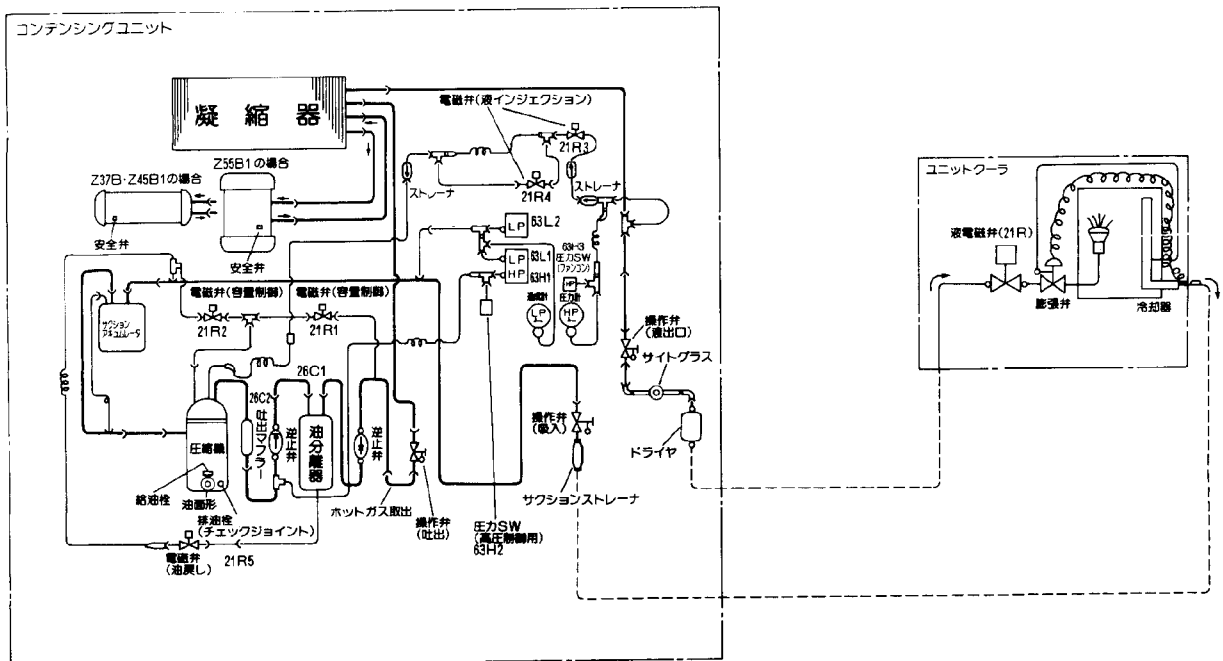 コンデンシングユニット
凝縮器
電磁弁(液インジェクション)
21R3
21R4
ストレーナ
ストレーナ
Z55B1の場合
Z37B・Z45B1の場合
安全弁
安全弁
ユニットクーラ
液電磁弁(21R)
膨張弁
冷却器
LP
63L2
LP
63L1
HP
63H1
63H3
圧力SW
(ファンコン)
HP
連成計
LP
圧力計
HP
電磁弁(容量制御)
電磁弁(容量制御)
21R2
21R1
サクション
アキュムレータ
操作弁
(液出口)
サイトグラス
ドライヤ
26C1
26C2
吐出マフラー
逆止弁
油分離器
逆止弁
圧縮機
給油栓
油面形
排油栓
(チェックジョイント)
ホットガス取出
操作弁
(吐出)
操作弁
(吸入)
サクションストレーナ
圧力SW
(高圧制御用)
63H2
電磁弁
(油戻し)
21R5